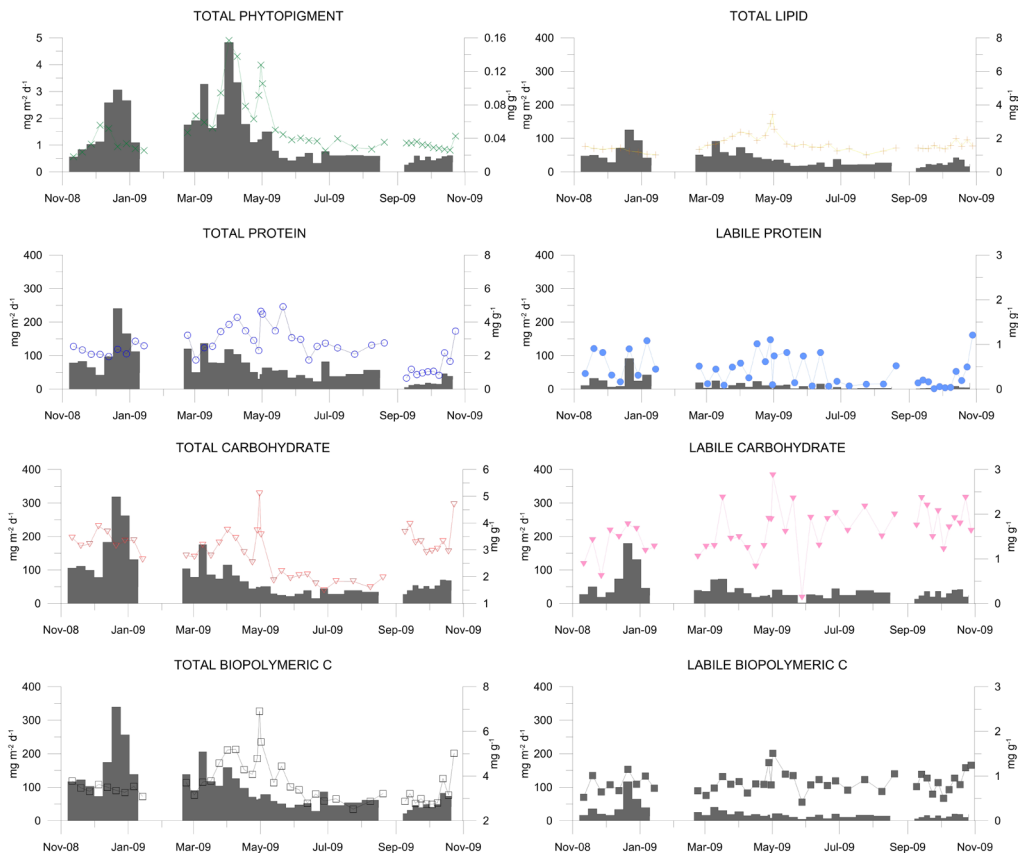 TOTAL PHYTOPIGMENT
5
4
3
2
1
0
mg m⁻² d⁻¹
0.16
0.12
0.08
0.04
0
mg g⁻¹
Nov-08 Jan-09 Mar-09 May-09 Jul-09 Sep-09 Nov-09
TOTAL LIPID
400
300
200
100
0
mg m⁻² d⁻¹
8
6
4
2
0
mg g⁻¹
Nov-08 Jan-09 Mar-09 May-09 Jul-09 Sep-09 Nov-09
TOTAL PROTEIN
400
300
200
100
0
mg m⁻² d⁻¹
8
6
4
2
0
mg g⁻¹
Nov-08 Jan-09 Mar-09 May-09 Jul-09 Sep-09 Nov-09
LABILE PROTEIN
400
300
200
100
0
mg m⁻² d⁻¹
3
2
1
0
mg g⁻¹
Nov-08 Jan-09 Mar-09 May-09 Jul-09 Sep-09 Nov-09
TOTAL CARBOHYDRATE
400
300
200
100
0
mg m⁻² d⁻¹
6
5
4
3
2
1
mg g⁻¹
Nov-08 Jan-09 Mar-09 May-09 Jul-09 Sep-09 Nov-09
LABILE CARBOHYDRATE
400
300
200
100
0
mg m⁻² d⁻¹
3
2
1
0
mg g⁻¹
Nov-08 Jan-09 Mar-09 May-09 Jul-09 Sep-09 Nov-09
TOTAL BIOPOLYMERIC C
400
300
200
100
0
mg m⁻² d⁻¹
8
6
4
2
mg g⁻¹
Nov-08 Jan-09 Mar-09 May-09 Jul-09 Sep-09 Nov-09
LABILE BIOPOLYMERIC C
400
300
200
100
0
mg m⁻² d⁻¹
3
2
1
0
mg g⁻¹
Nov-08 Jan-09 Mar-09 May-09 Jul-09 Sep-09 Nov-09